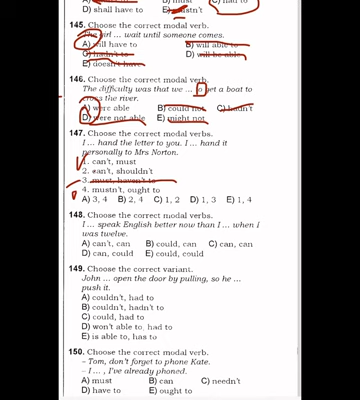 D) shall have to E) mustn't
145. Choose the correct modal verb.
The girl ... wait until someone comes.
A) will have to B) will able to
C) hadn't to D) will be able
E) doesn't have
146. Choose the correct modal verb.
The difficulty was that we ... to get a boat to
cross the river.
A) were able B) could not C) hadn't
D) were not able E) might not
147. Choose the correct modal verbs.
I ... hand the letter to you. I ... hand it
personally to Mrs Norton.
1. can't, must
2. can't, shouldn't
3. must, haven't to
4. mustn't, ought to
A) 3, 4 B) 2, 4 C) 1, 2 D) 1, 3 E) 1, 4
148. Choose the correct modal verbs.
I ... speak English better now than I ... when I
was twelve.
A) can't, can B) could, can C) can, can
D) can, could E) could, could
149. Choose the correct variant.
John ... open the door by pulling, so he ...
push it.
A) couldn't, had to
B) couldn't, hadn't to
C) could, had to
D) won't able to, had to
E) is able to, has to
150. Choose the correct modal verb.
– Tom, don't forget to phone Kate.
– I ... , I've already phoned.
A) must B) can C) needn't
D) have to E) ought to